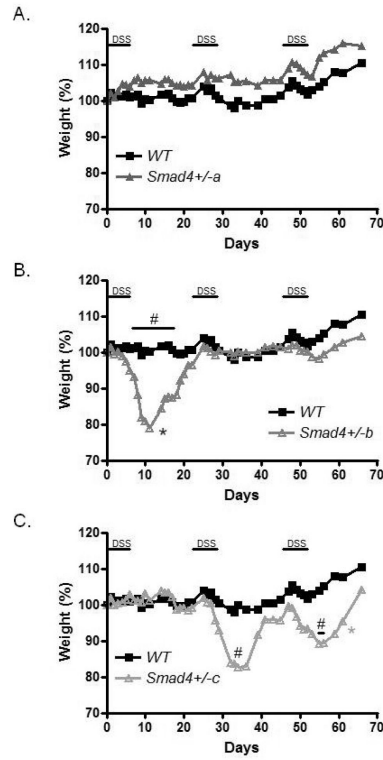 A.
120
DSS DSS DSS
110
100
90
80
70
Weight (%)
WT
Smad4+/-a
0 10 20 30 40 50 60 70
Days
B.
120
DSS DSS DSS
#
110
100
90
80
70
Weight (%)
*
WT
Smad4+/-b
0 10 20 30 40 50 60 70
Days
C.
120
DSS DSS DSS
110
100
90
80
70
Weight (%)
# # *
WT
Smad4+/-c
0 10 20 30 40 50 60 70
Days